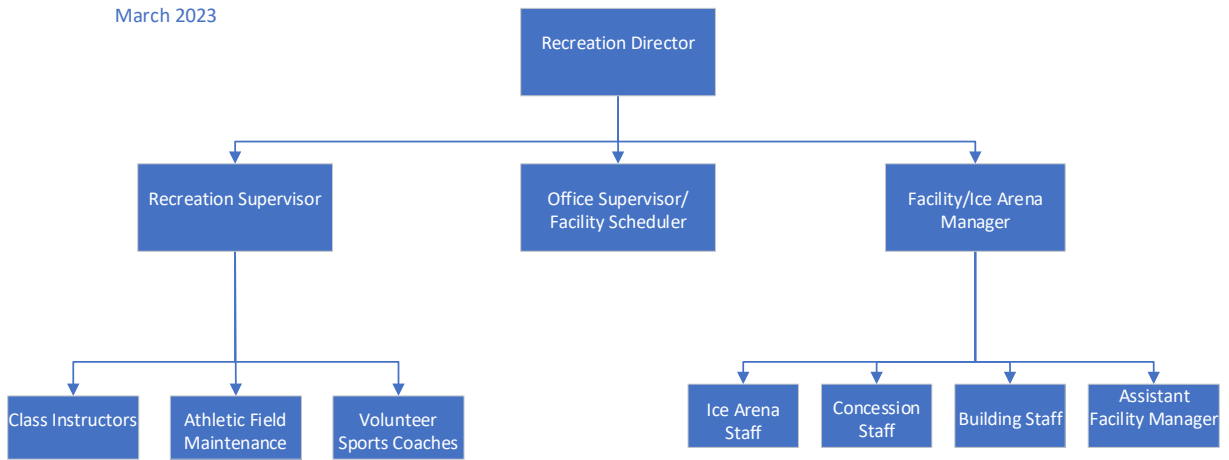 March 2023
Recreation Director
Recreation Supervisor
Office Supervisor/
Facility Scheduler
Facility/Ice Arena
Manager
Class Instructors
Athletic Field
Maintenance
Volunteer
Sports Coaches
Ice Arena
Staff
Concession
Staff
Building Staff
Assistant
Facility Manager